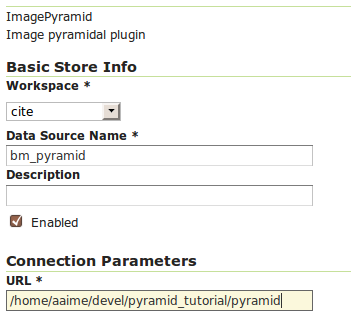 ImagePyramid
Image pyramidal plugin
Basic Store Info
Workspace *
cite
Data Source Name *
bm_pyramid
Description
Enabled
Connection Parameters
URL *
/home/aaime/devel/pyramid_tutorial/pyramid